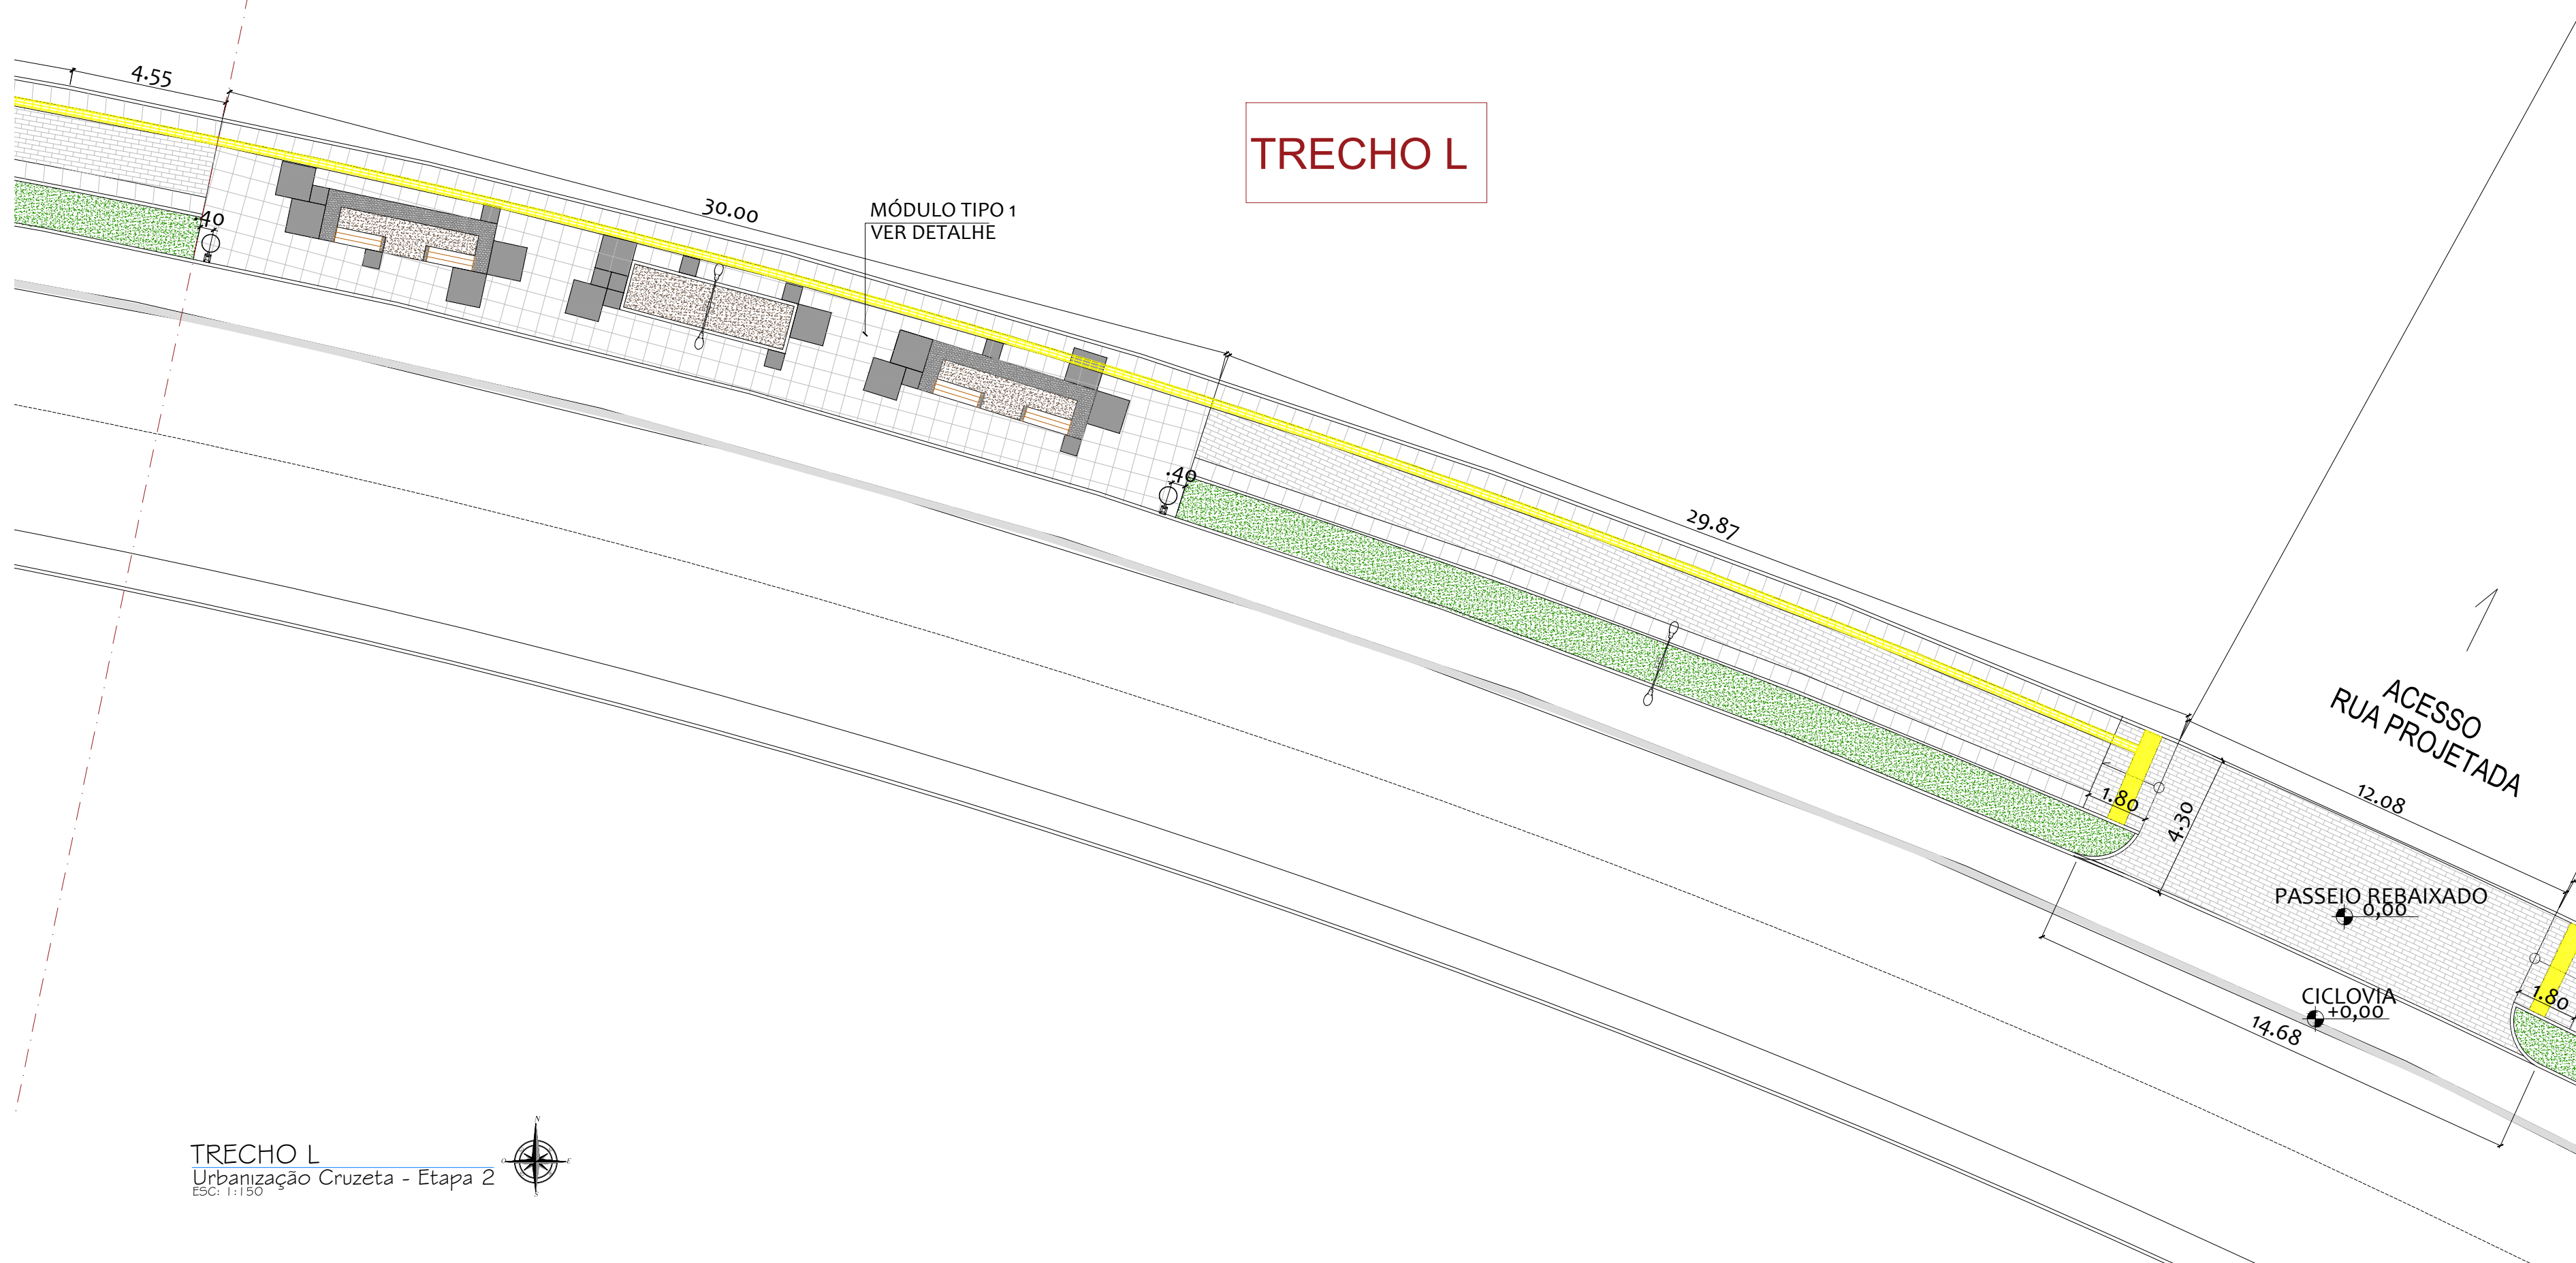 4.55
TRECHO L
30.00
MÓDULO TIPO 1
VER DETALHE
.40
.40
29.87
ACESSO
RUA PROJETADA
1.80
4.30
12.08
PASSEIO REBAIXADO
0,00
CICLOVIA
+0,00
1.80
14.68
TRECHO L
Urbanização Cruzeta - Etapa 2
ESC: 1:150
N
O
E
S